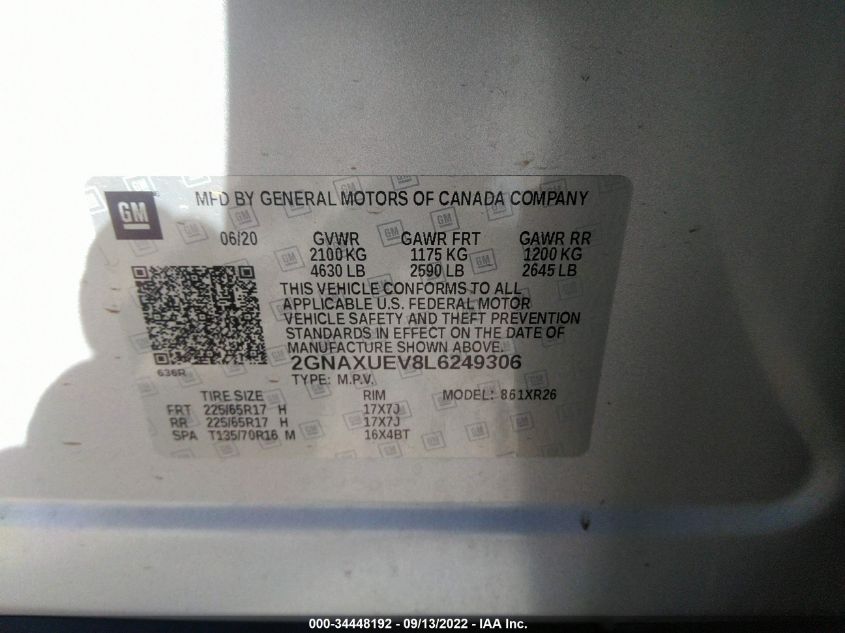 GM MFD BY GENERAL MOTORS OF CANADA COMPANY
06/20 GVWR GAWR FRT GAWR RR
2100 KG 1175 KG 1200 KG
4630 LB 2590 LB 2645 LB
THIS VEHICLE CONFORMS TO ALL
APPLICABLE U.S. FEDERAL MOTOR
VEHICLE SAFETY AND THEFT PREVENTION
STANDARDS IN EFFECT ON THE DATE OF
MANUFACTURE SHOWN ABOVE.
636R 2GNAXUEV8L6249306
TYPE: M.P.V.
TIRE SIZE RIM MODEL: 861XR26
FRT 225/65R17 H 17X7J
RR 225/65R17 H 17X7J
SPA T135/70R16 M 16X4BT
000-34448192 - 09/13/2022 - IAA Inc.